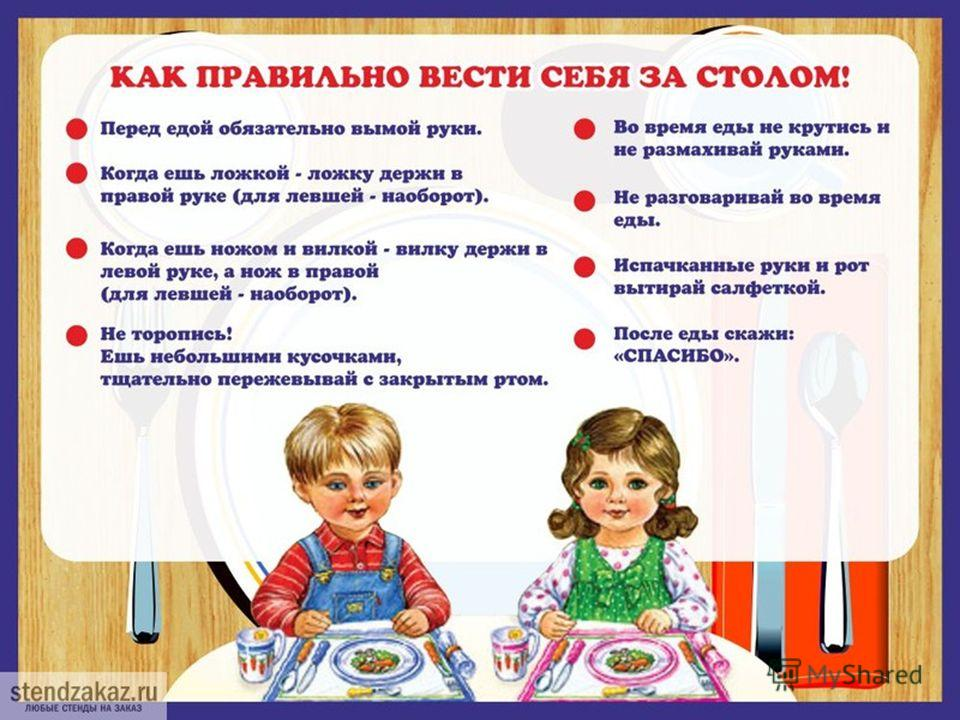 КАК ПРАВИЛЬНО ВЕСТИ СЕБЯ ЗА СТОЛОМ!
Перед едой обязательно вымой руки.
Когда ешь ложкой - ложку держи в
правой руке (для левшей - наоборот).
Когда ешь ножом и вилкой - вилку держи в
левой руке, а нож в правой
(для левшей - наоборот).
Не торопись!
Ешь небольшими кусочками,
тщательно пережевывай с закрытым ртом.
Во время еды не крутись и
не размахивай руками.
Не разговаривай во время
еды.
Испачканные руки и рот
вытирай салфеткой.
После еды скажи:
«СПАСИБО».
stendzakaz.ru
ЛЮБЫЕ СТЕНДЫ НА ЗАКАЗ
MyShared